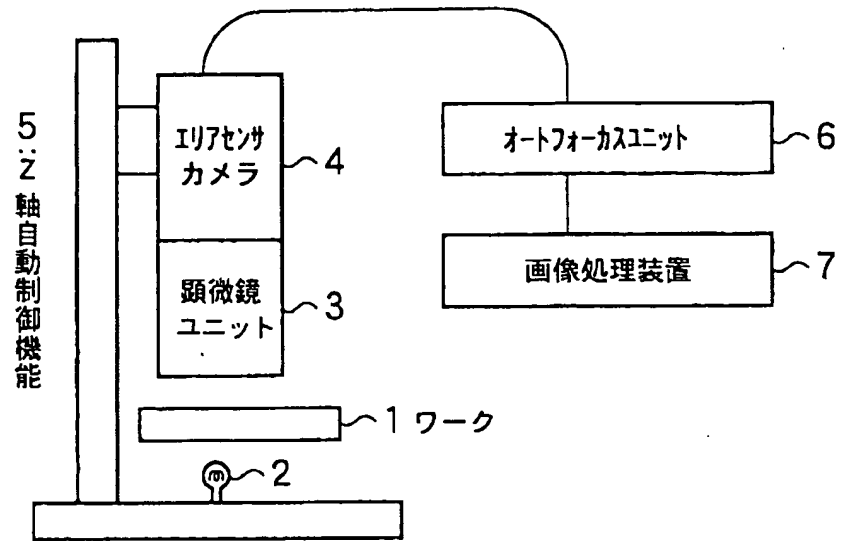 5:Z軸自動制御機能
エリアセンサ
カメラ
4
顕微鏡
ユニット
3
オートフォーカスユニット
6
画像処理装置
7
1 ワーク
2